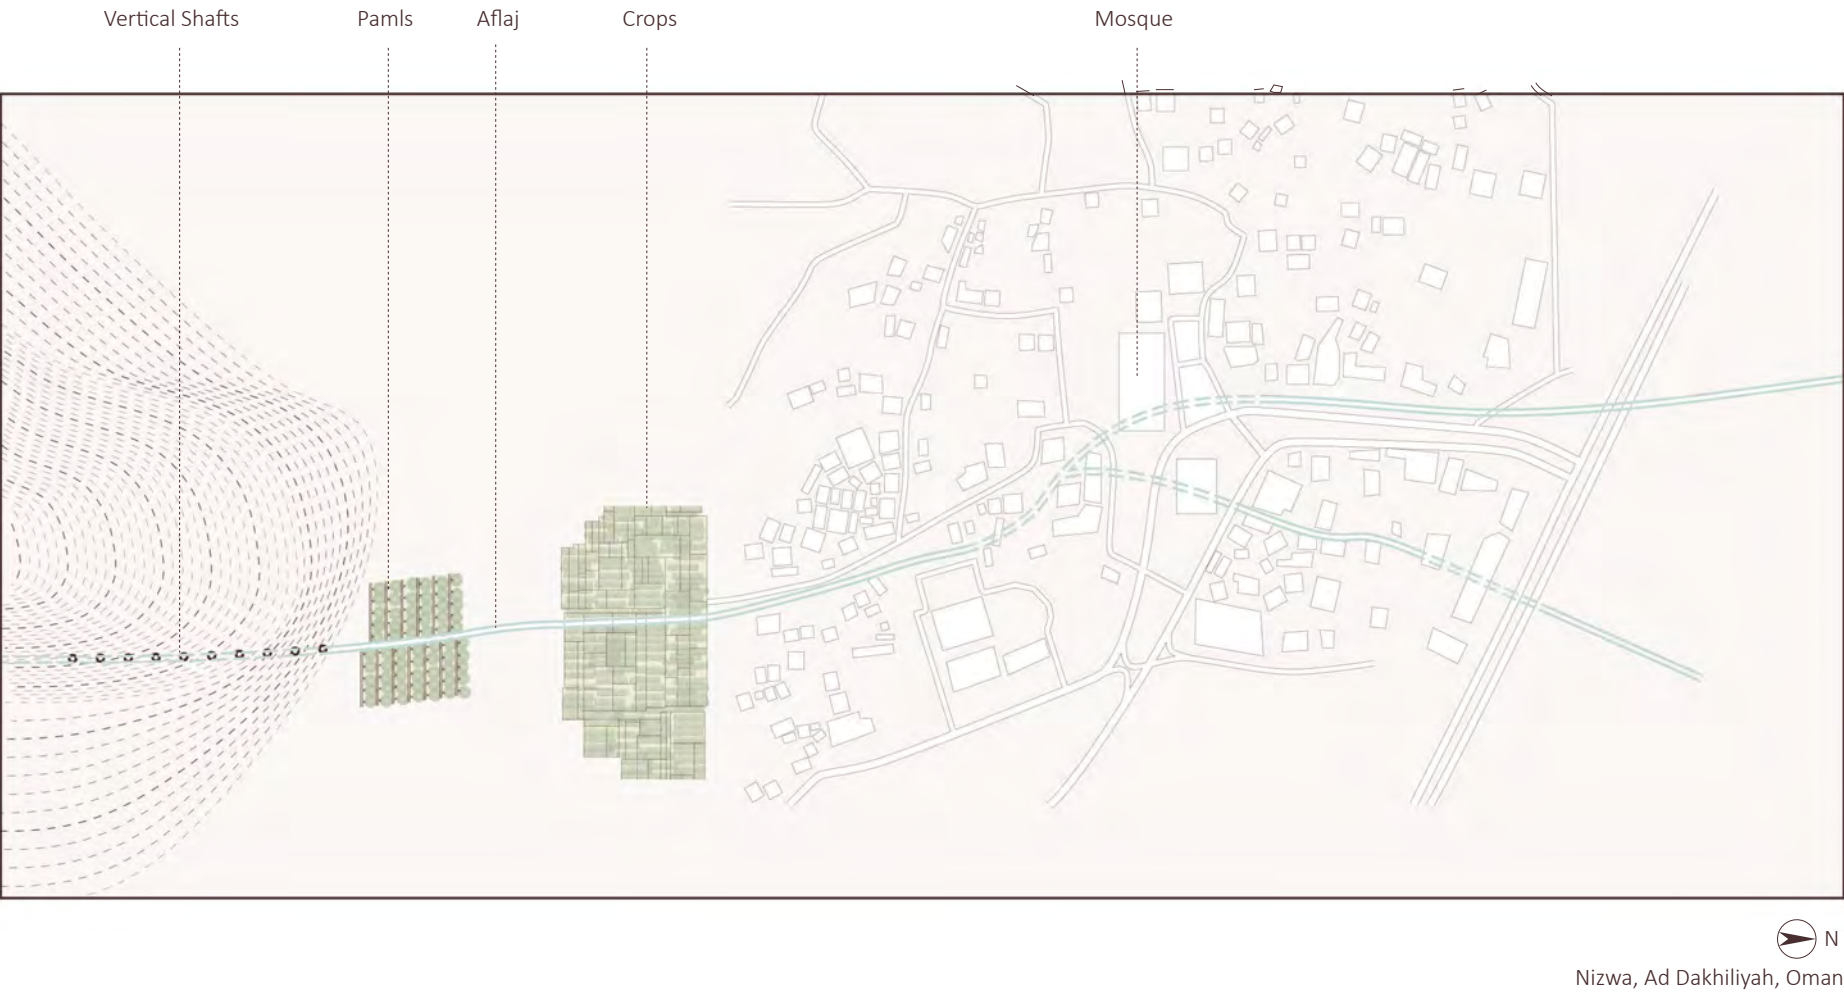 Vertical Shafts
Pamls
Aflaj
Crops
Mosque
N
Nizwa, Ad Dakhiliyah, Oman